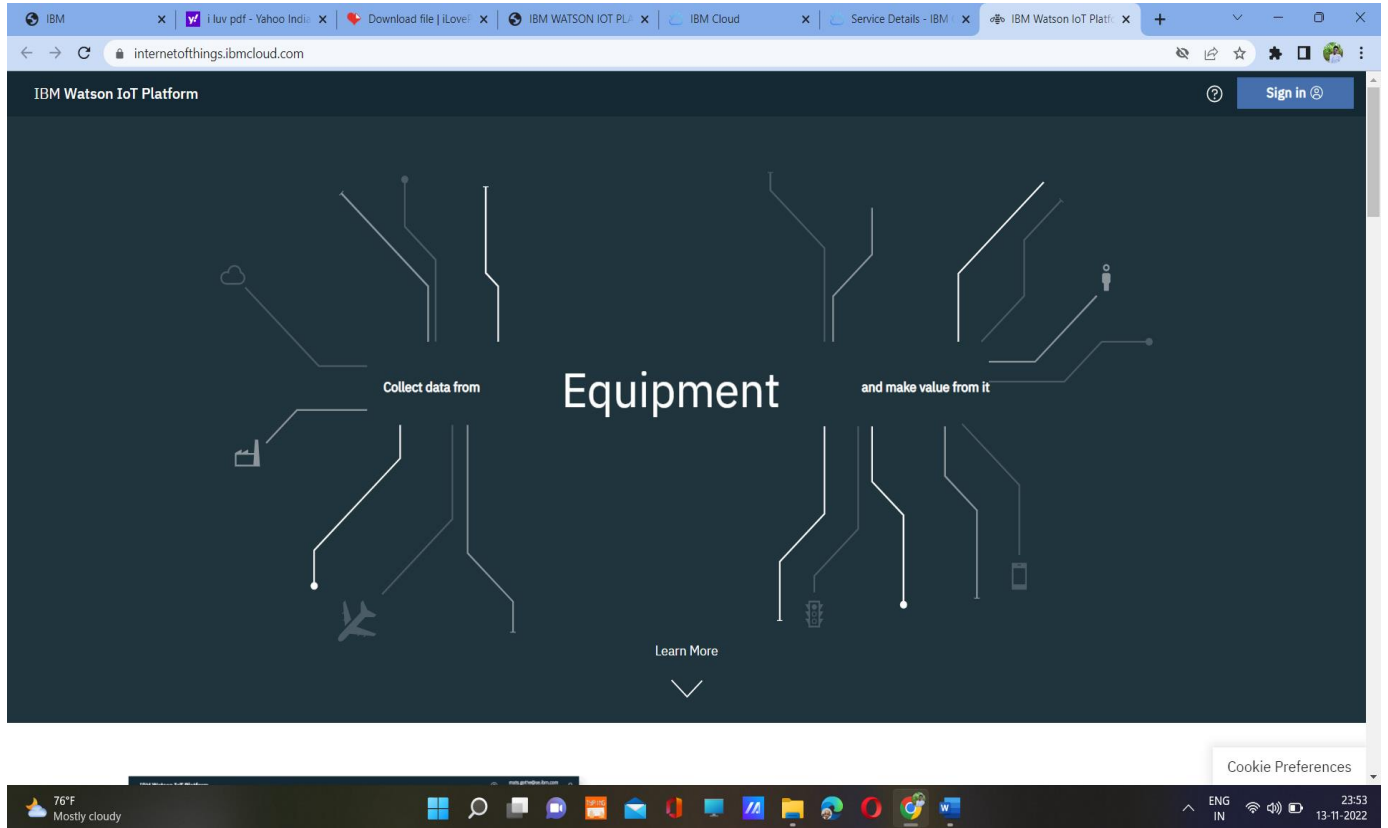 IBM
i luv pdf - Yahoo India
Download file | iLoveP
IBM WATSON IOT PLA
IBM Cloud
Service Details - IBM
IBM Watson IoT Platfo
internetofthings.ibmcloud.com
IBM Watson IoT Platform
Sign in
Collect data from
Equipment
and make value from it
Learn More
Cookie Preferences
76°F
Mostly cloudy
ENG
IN
23:53
13-11-2022